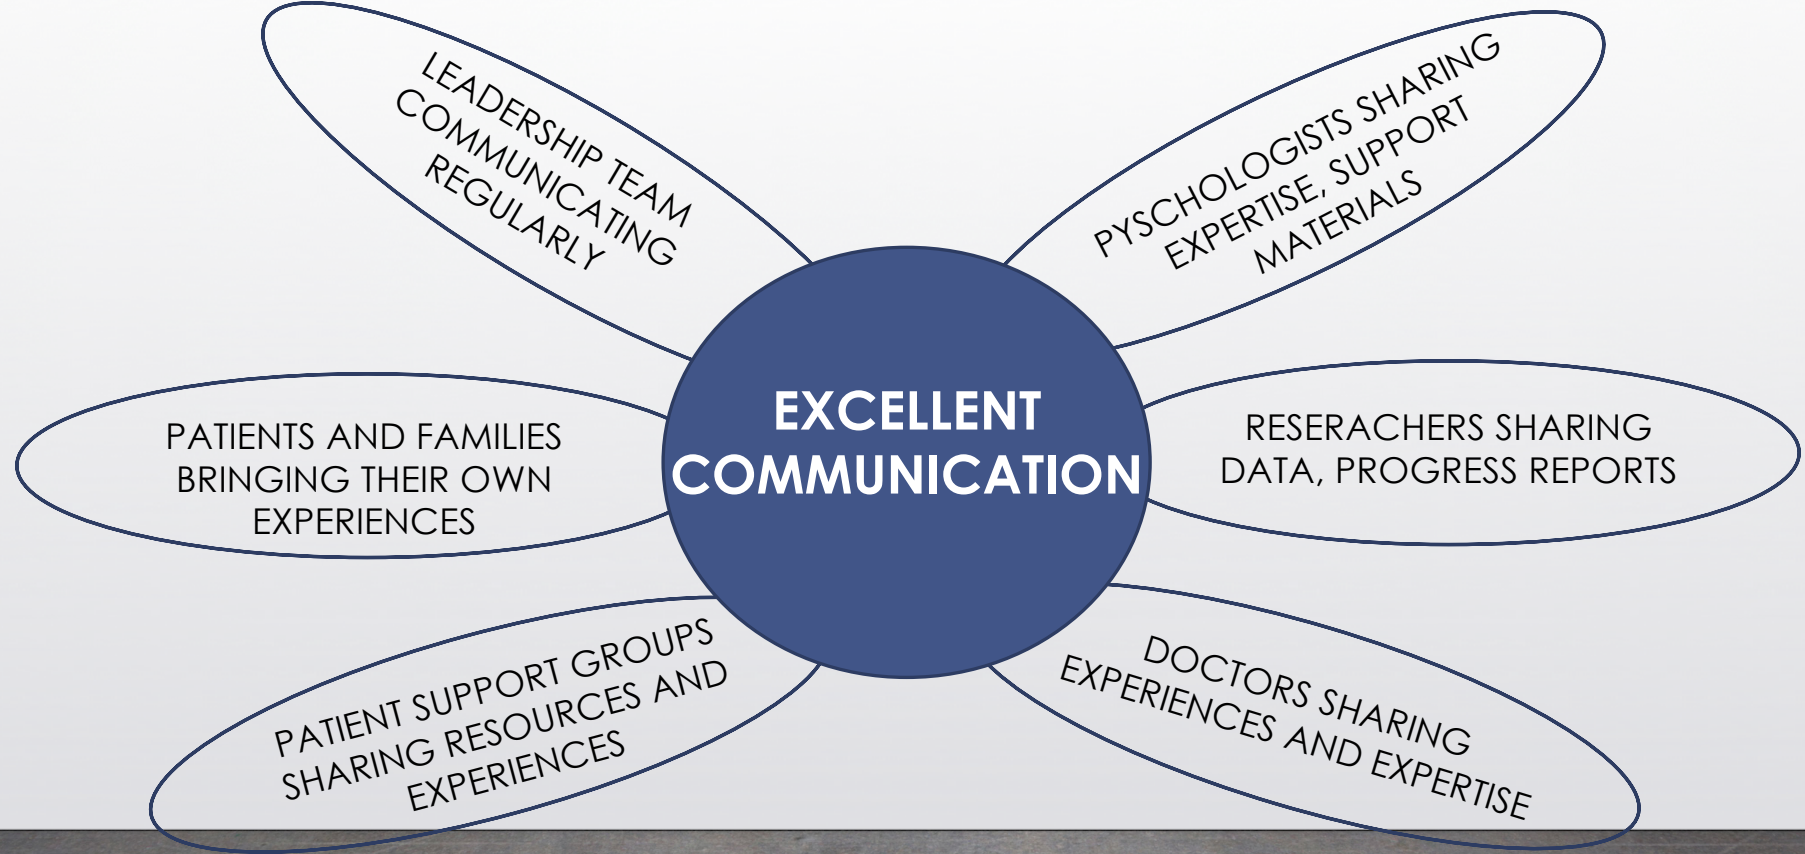 LEADERSHIP TEAM
COMMUNICATING
REGULARLY
PYSCHOLOGISTS SHARING
EXPERTISE, SUPPORT
MATERIALS
PATIENTS AND FAMILIES
BRINGING THEIR OWN
EXPERIENCES
EXCELLENT
COMMUNICATION
RESERACHERS SHARING
DATA, PROGRESS REPORTS
PATIENT SUPPORT GROUPS
SHARING RESOURCES AND
EXPERIENCES
DOCTORS SHARING
EXPERIENCES AND EXPERTISE